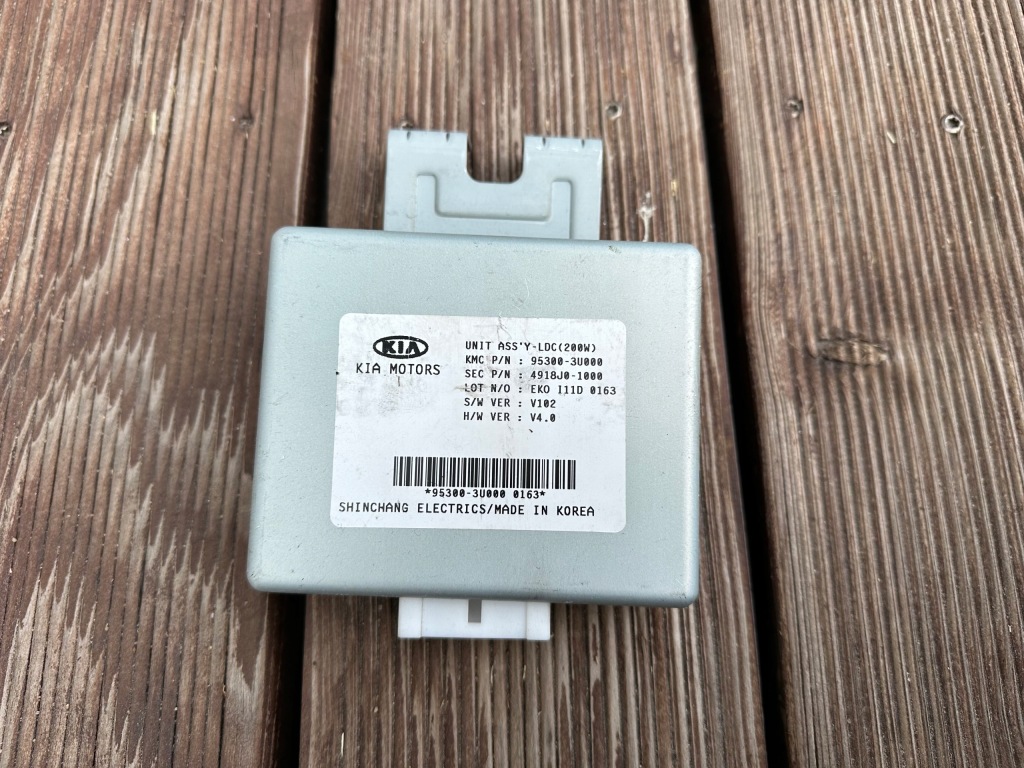 KIA
KIA MOTORS
UNIT ASS'Y-LDC(200W)
KMC P/N : 95300-3U000
SEC P/N : 4918J0-1000
LOT N/O : EKO I11D 0163
S/W VER : V102
H/W VER : V4.0
*95300-3U000 0163*
SHINCHANG ELECTRICS/MADE IN KOREA